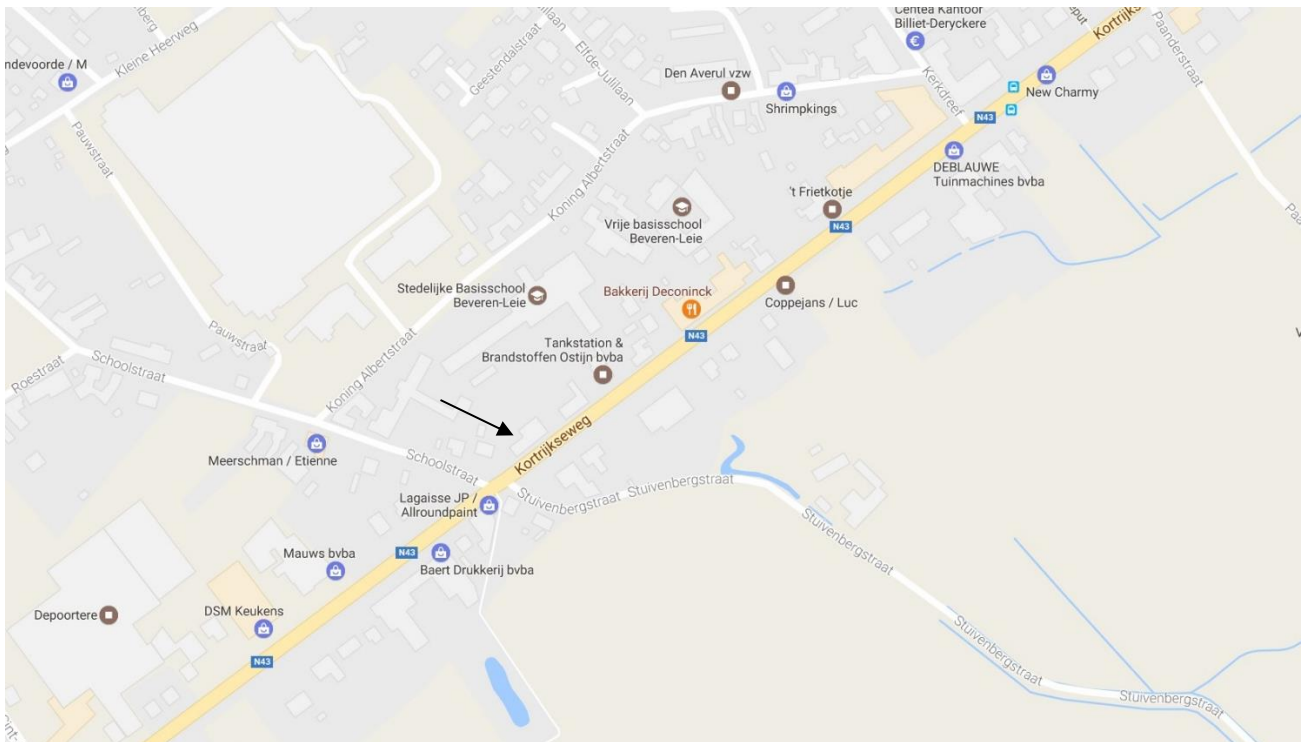 Centea Kantoor
Billiet-Deryckere
Kleine Heerweg
ndevoorde / M
Geestendalstraat
Elfde-Julilaan
Den Averul vzw
Shrimpkings
Kerkdreef
Paanderstraat
New Charmy
N43
DEBLAUWE
Tuinmachines bvba
Pauwstraat
Koning Albertstraat
't Frietkotje
Vrije basisschool
Beveren-Leie
N43
Stedelijke Basisschool
Beveren-Leie
Bakkerij Deconinck
Coppejans / Luc
N43
Tankstation &
Brandstoffen Ostijn bvba
Pauwstraat
Schoolstraat
Roestraat
Koning Albertstraat
Kortrijkseweg
Meerschman / Etienne
Schoolstraat
Stuivenbergstraat
Stuivenbergstraat
Lagaisse JP /
Allroundpaint
Stuivenbergstraat
N43
Mauws bvba
Baert Drukkerij bvba
Depoortere
DSM Keukens
N43
Stuivenbergstraat
Stuivenbergstraat